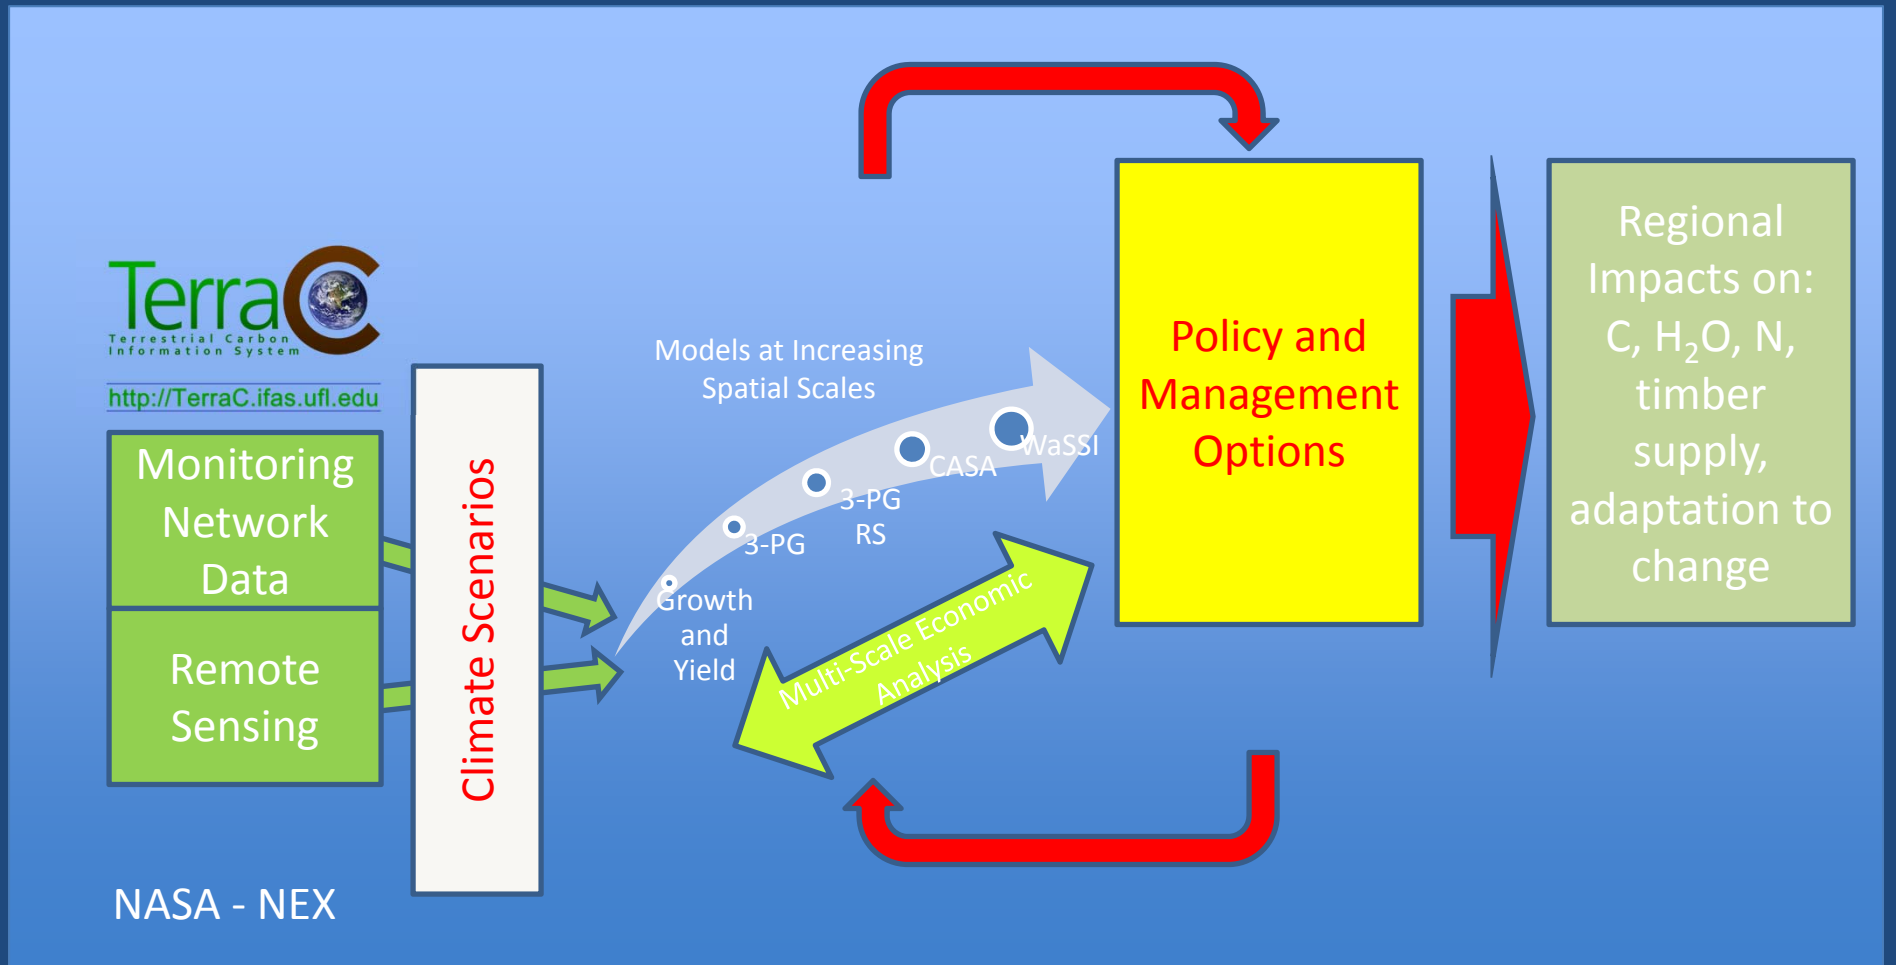 TerraC
Terrestrial Carbon
Information System
http://TerraC.ifas.ufl.edu
Monitoring
Network
Data
Remote
Sensing
NASA - NEX
Climate Scenarios
Models at Increasing
Spatial Scales
Growth
and
Yield
3-PG
3-PG
RS
CASA
WaSSI
Multi-Scale Economic
Analysis
Policy and
Management
Options
Regional
Impacts on:
C, H₂O, N,
timber
supply,
adaptation to
change